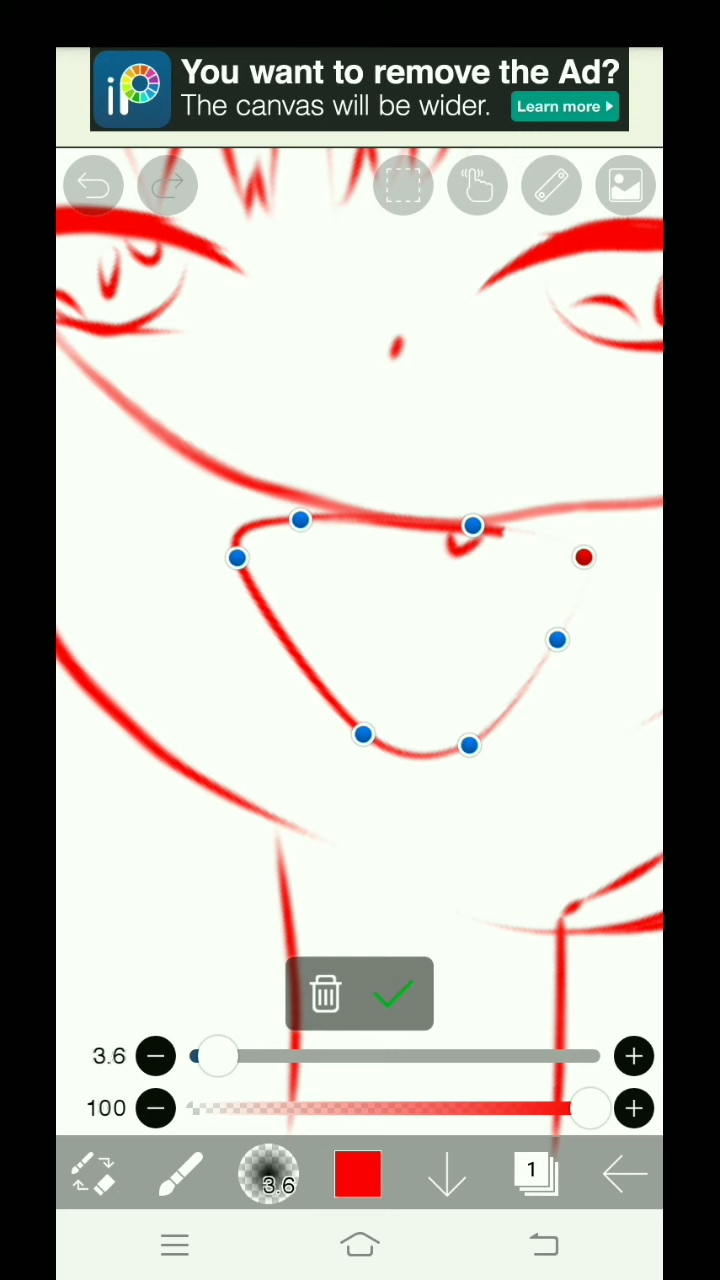 iP
You want to remove the Ad?
The canvas will be wider.
Learn more
3.6
100
3.6
1